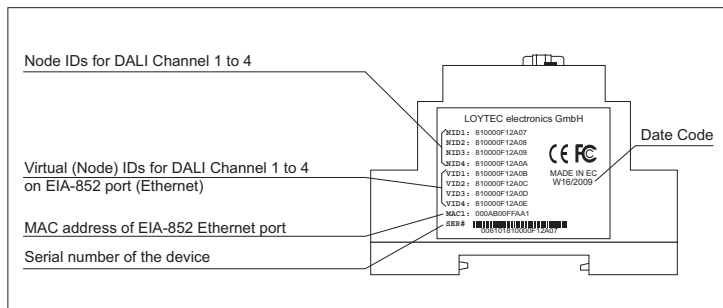 Node IDs for DALI Channel 1 to 4
LOYTEC electronics GmbH
NID1: 810000F12A07
NID2: 810000F12A08
NID3: 810000F12A09
NID4: 810000F12A0A
VID1: 810000F12A0B
VID2: 810000F12A0C
VID3: 810000F12A0D
VID4: 810000F12A0E
MAC1: 000AB00FFAA1
SER#
006101810000F12A07
CE FC
MADE IN EC
W16/2009
Date Code
Virtual (Node) IDs for DALI Channel 1 to 4
on EIA-852 port (Ethernet)
MAC address of EIA-852 Ethernet port
Serial number of the device